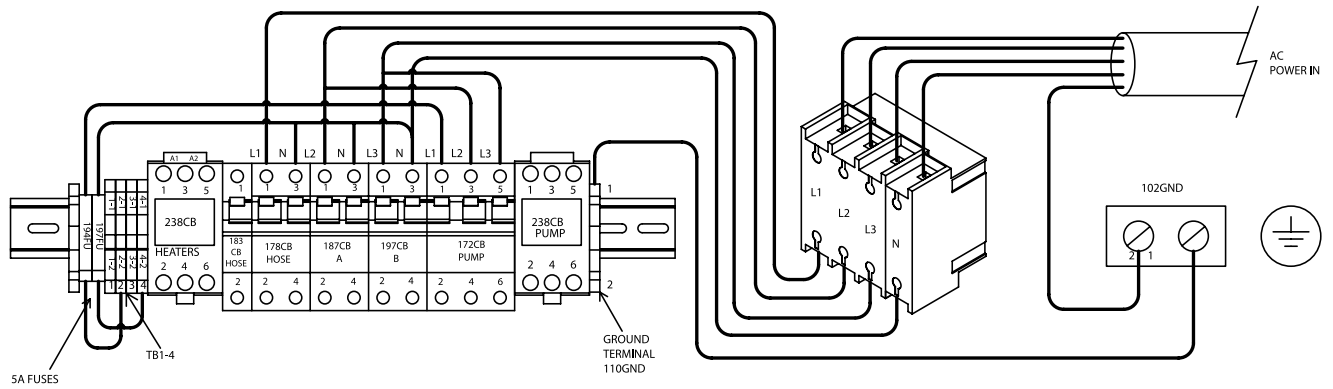 AC
POWER IN
L1 N L2 N L3 N L1 L2 L3
A1 A2
1 3 5
1
1 3
1 3
1 3
1 3 5
1 3 5
1
194FU
197FU
1-1
2-1
3-1
4-1
1-2
2-2
3-2
4-2
1 2 3 4
238CB
HEATERS
2 4 6
183
CB
HOSE
2
178CB
HOSE
2 4
187CB
A
2 4
197CB
B
2 4
172CB
PUMP
2 4 6
238CB
PUMP
2 4 6
2
L1
L2
L3
N
102GND
2 1
TB1-4
5A FUSES
GROUND
TERMINAL
110GND